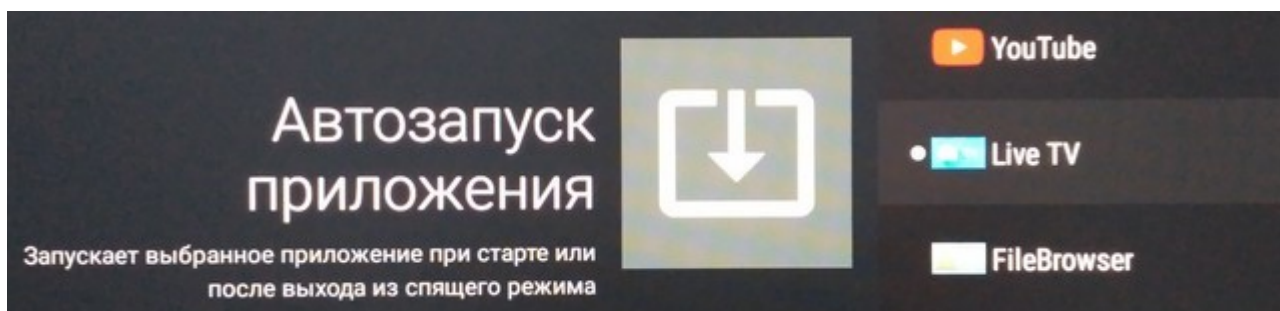 Автозапуск
приложения
Запускает выбранное приложение при старте или
после выхода из спящего режима
YouTube
Live TV
FileBrowser